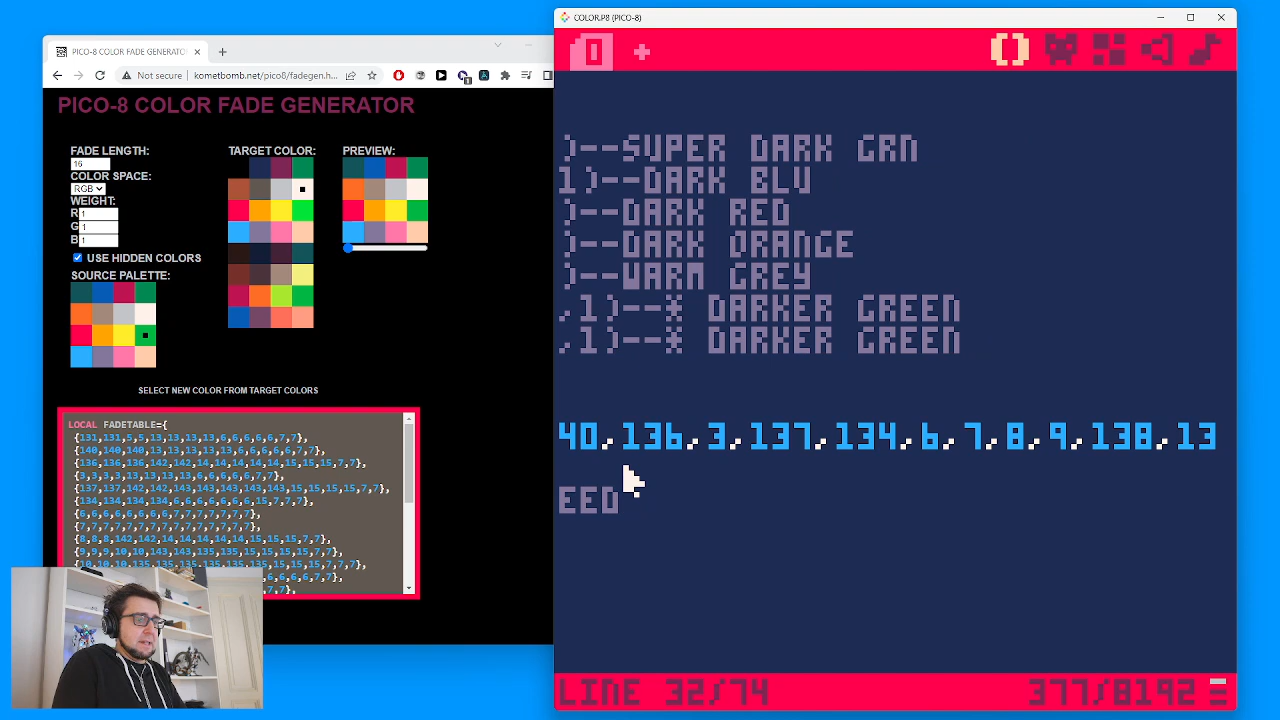 PICO-8 COLOR FADE GENERATOR
Not secure
kometbomb.net/pico8/fadegen.h...
PICO-8 COLOR FADE GENERATOR
FADE LENGTH:
16
COLOR SPACE:
RGB
WEIGHT:
R 1
G 1
B 1
USE HIDDEN COLORS
SOURCE PALETTE:
TARGET COLOR:
PREVIEW:
SELECT NEW COLOR FROM TARGET COLORS
LOCAL FADETABLE={
{131,131,5,5,13,13,13,13,6,6,6,6,6,7,7},
{140,140,140,13,13,13,13,6,6,6,6,6,6,7,7},
{136,136,136,142,142,14,14,14,14,14,15,15,15,7,7},
{3,3,3,3,13,13,13,13,6,6,6,6,6,7,7},
{137,137,142,142,143,143,143,143,15,15,15,15,7,7,7},
{134,134,134,134,6,6,6,6,6,6,6,15,7,7,7},
{6,6,6,6,6,6,6,6,7,7,7,7,7,7,7},
{7,7,7,7,7,7,7,7,7,7,7,7,7,7,7},
{8,8,8,142,142,14,14,14,14,14,15,15,15,7,7},
{9,9,9,10,10,143,143,135,135,15,15,15,15,7,7},
COLOR.P8 (PICO-8)
)--SUPER DARK GRN
1)--DARK BLU
)--DARK RED
)--DARK ORANGE
)--WARM GREY
,1)--* DARKER GREEN
,1)--* DARKER GREEN
40,136,3,137,134,6,7,8,9,138,13
EED
LINE 32/74
377/8192